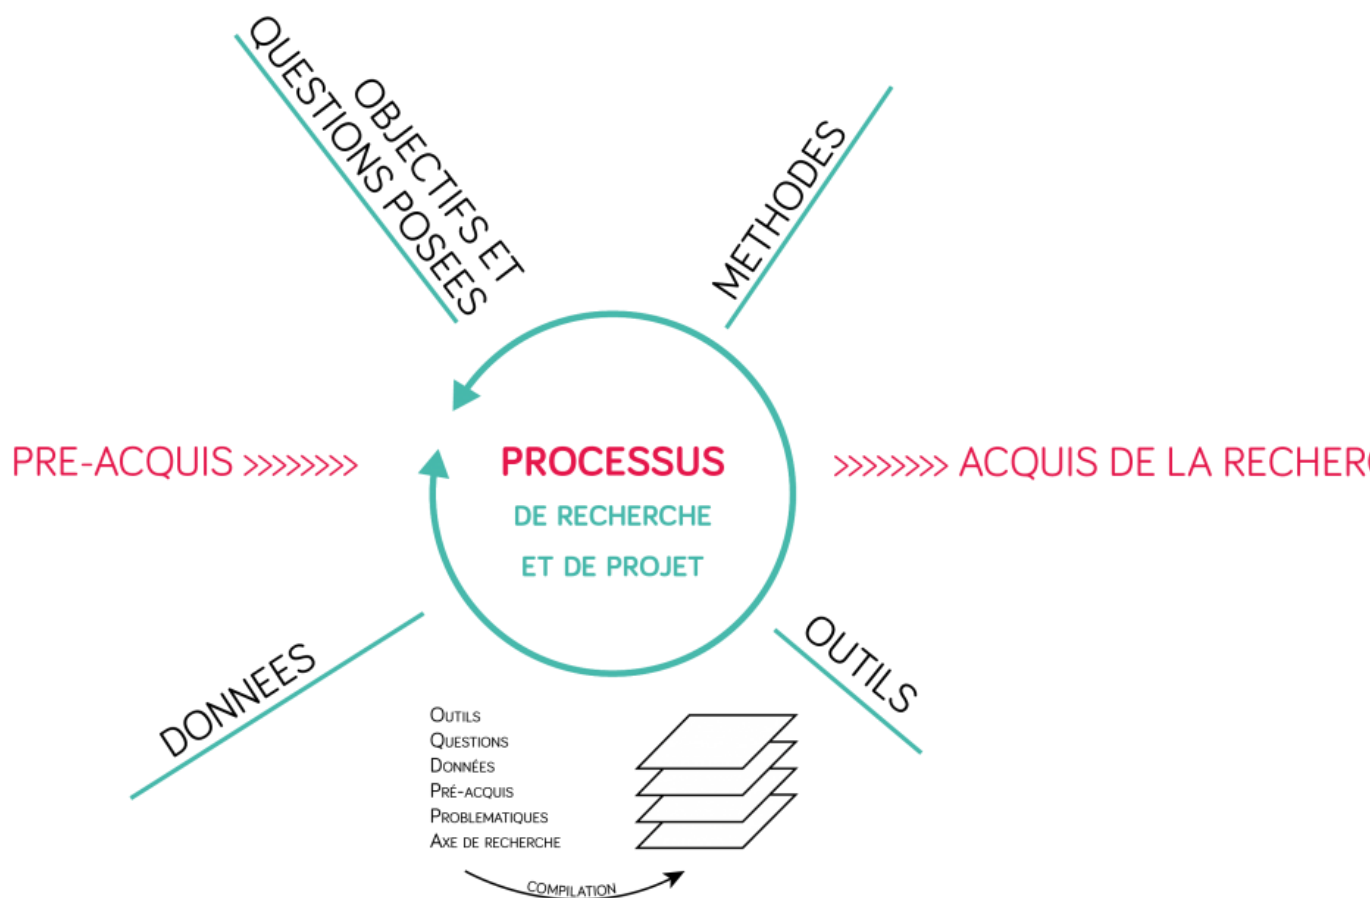 OBJECTIFS ET
QUESTIONS POSEES
METHODES
PRE-ACQUIS >>>>>>>>
PROCESSUS
DE RECHERCHE
ET DE PROJET
>>>>>>>> ACQUIS DE LA RECHER
DONNEES
OUTILS
OUTILS
QUESTIONS
DONNÉES
PRÉ-ACQUIS
PROBLEMATIQUES
AXE DE RECHERCHE
COMPILATION